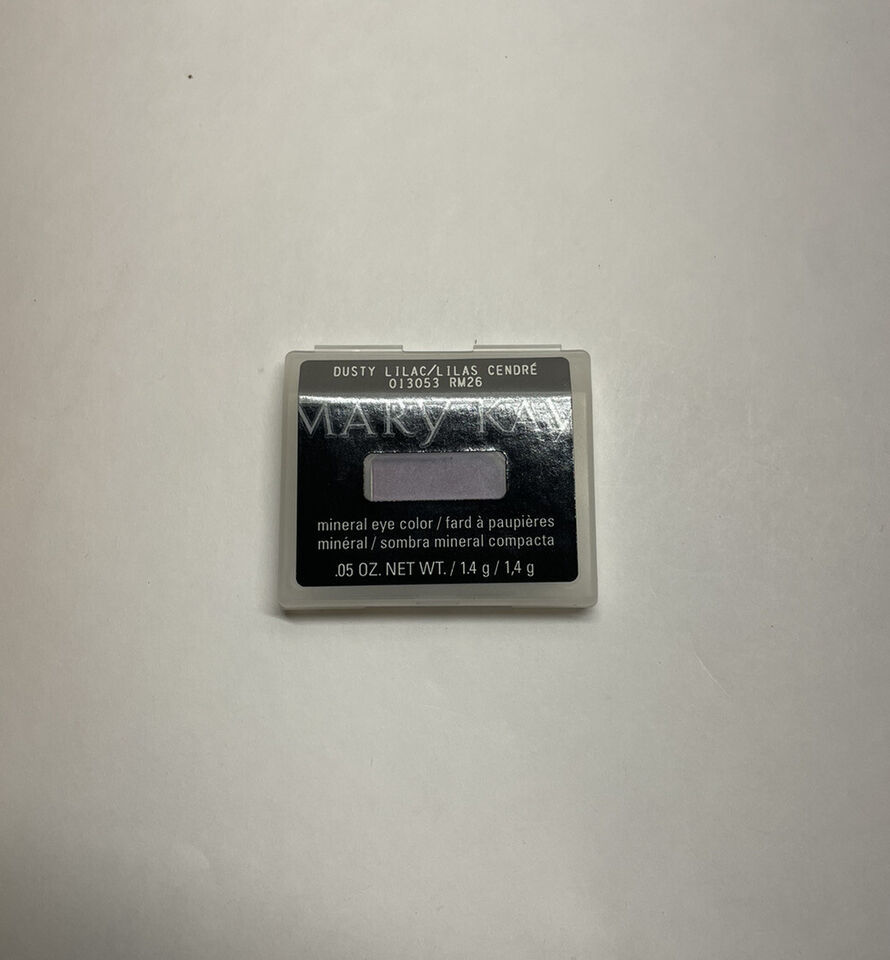 DUSTY LILAC/LILAS CENDRÉ
013053 RM26
MARY KAY
mineral eye color / fard à paupières
minéral / sombra mineral compacta
.05 OZ. NET WT. / 1.4 g / 1,4 g